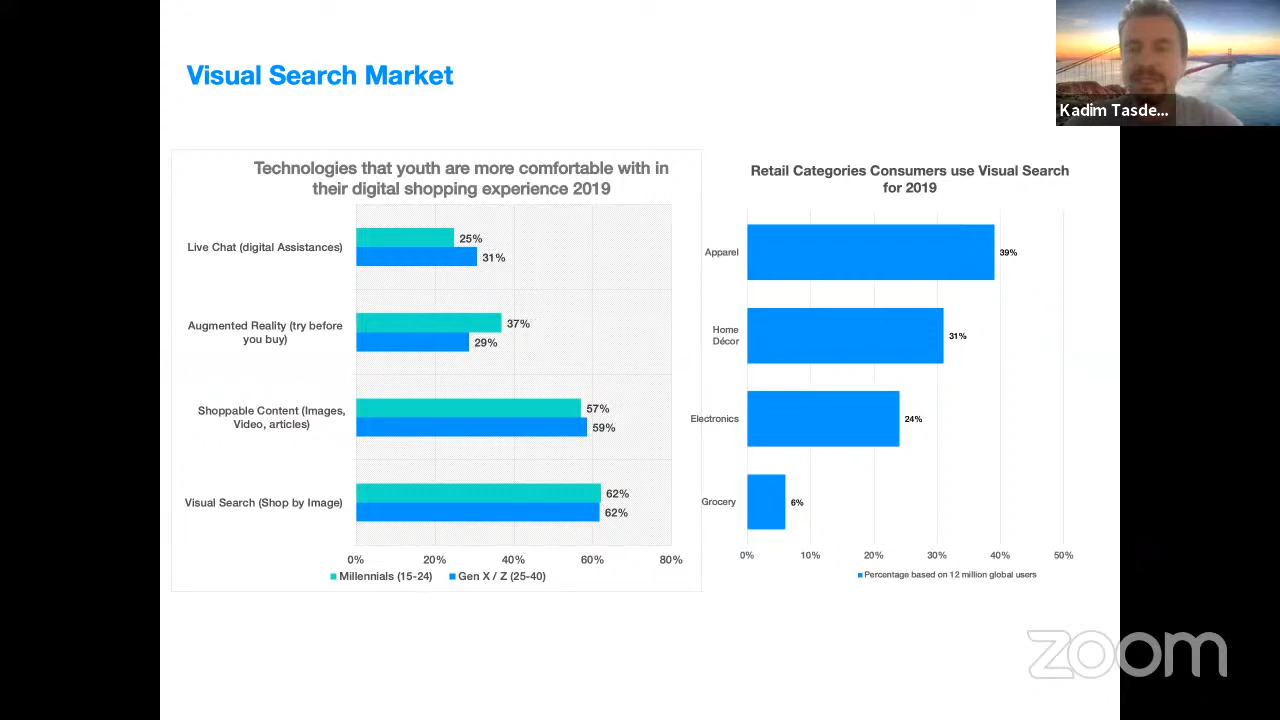 Visual Search Market
Kadim Tasde...
Technologies that youth are more comfortable with in
their digital shopping experience 2019
Live Chat (digital Assistances)
25%
31%
Augmented Reality (try before
you buy)
37%
29%
Shoppable Content (Images,
Video, articles)
57%
59%
Visual Search (Shop by Image)
62%
62%
0% 20% 40% 60% 80%
Millennials (15-24) Gen X / Z (25-40)
Retail Categories Consumers use Visual Search
for 2019
Apparel
39%
Home
Décor
31%
Electronics
24%
Grocery
6%
0% 10% 20% 30% 40% 50%
Percentage based on 12 million global users
zoom